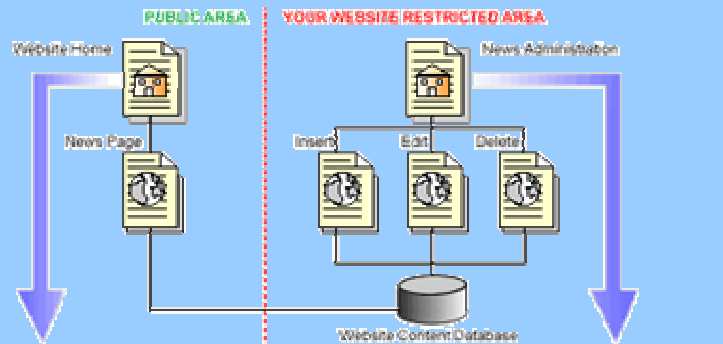 PUBLIC AREA
YOUR WEBSITE RESTRICTED AREA
Website Home
News Administration
News Page
Insert
Edit
Delete
Website Content Database